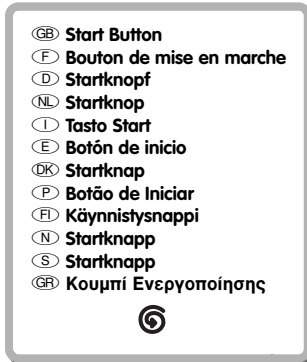 GB Start Button
F Bouton de mise en marche
D Startknopf
NL Startknop
I Tasto Start
E Botón de inicio
DK Startknap
P Botão de Iniciar
FI Käynnistysnappi
N Startknapp
S Startknapp
GR Κουμπί Ενεργοποίησης